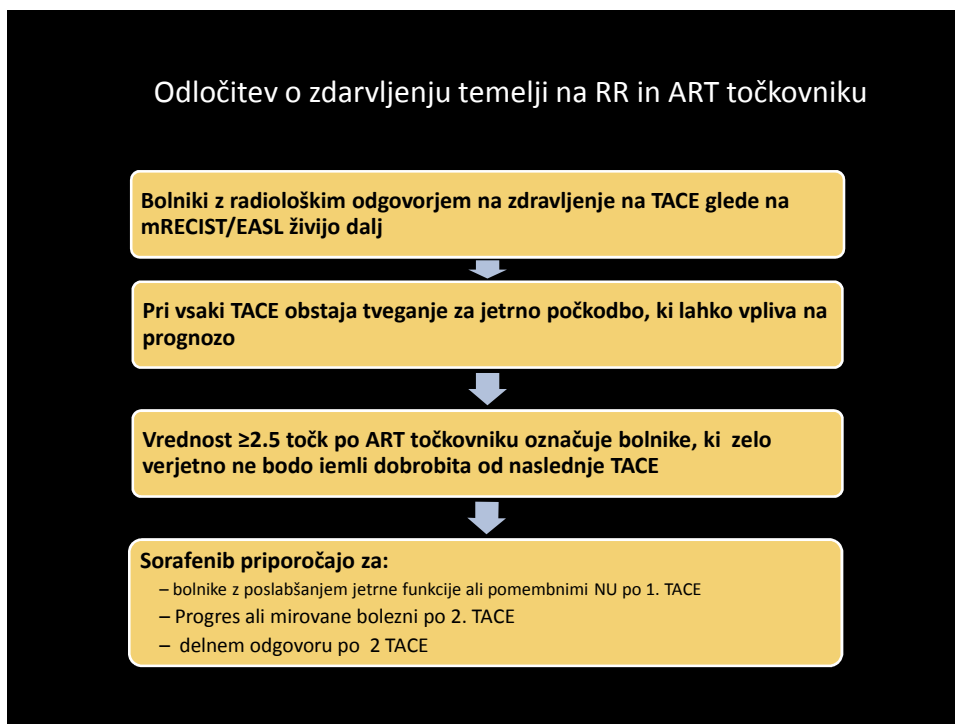 Odločitev o zdarvljenju temelji na RR in ART točkovniku
Bolniki z radiološkim odgovorjem na zdravljenje na TACE glede na
mRECIST/EASL živijo dalj
Pri vsaki TACE obstaja tveganje za jetrno počkodbo, ki lahko vpliva na
prognozo
Vrednost ≥2.5 točk po ART točkovniku označuje bolnike, ki zelo
verjetno ne bodo iemli dobrobita od naslednje TACE
Sorafenib priporočajo za:
– bolnike z poslabšanjem jetrne funkcije ali pomembnimi NU po 1. TACE
– Progres ali mirovane bolezni po 2. TACE
– delnem odgovoru po 2 TACE